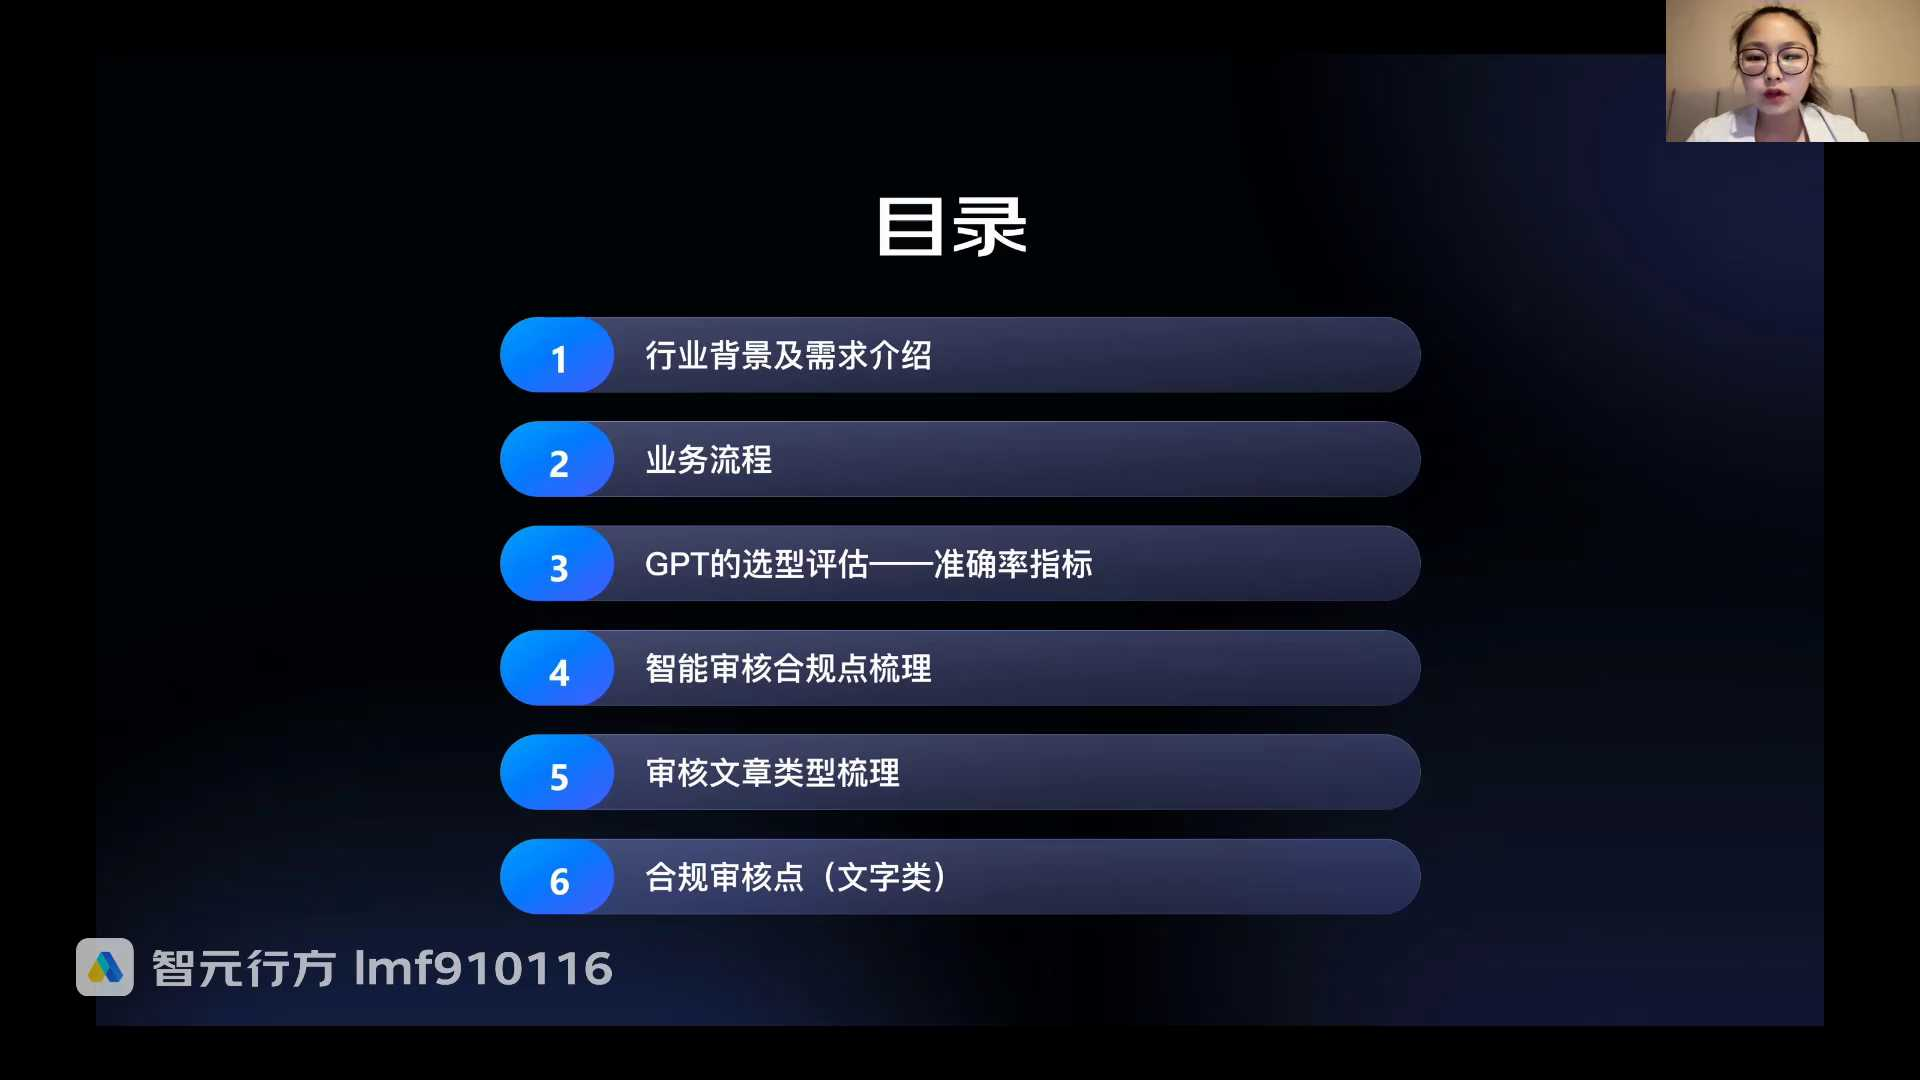 目录
1 行业背景及需求介绍
2 业务流程
3 GPT的选型评估——准确率指标
4 智能审核合规点梳理
5 审核文章类型梳理
6 合规审核点（文字类）
智元行方 lmf910116